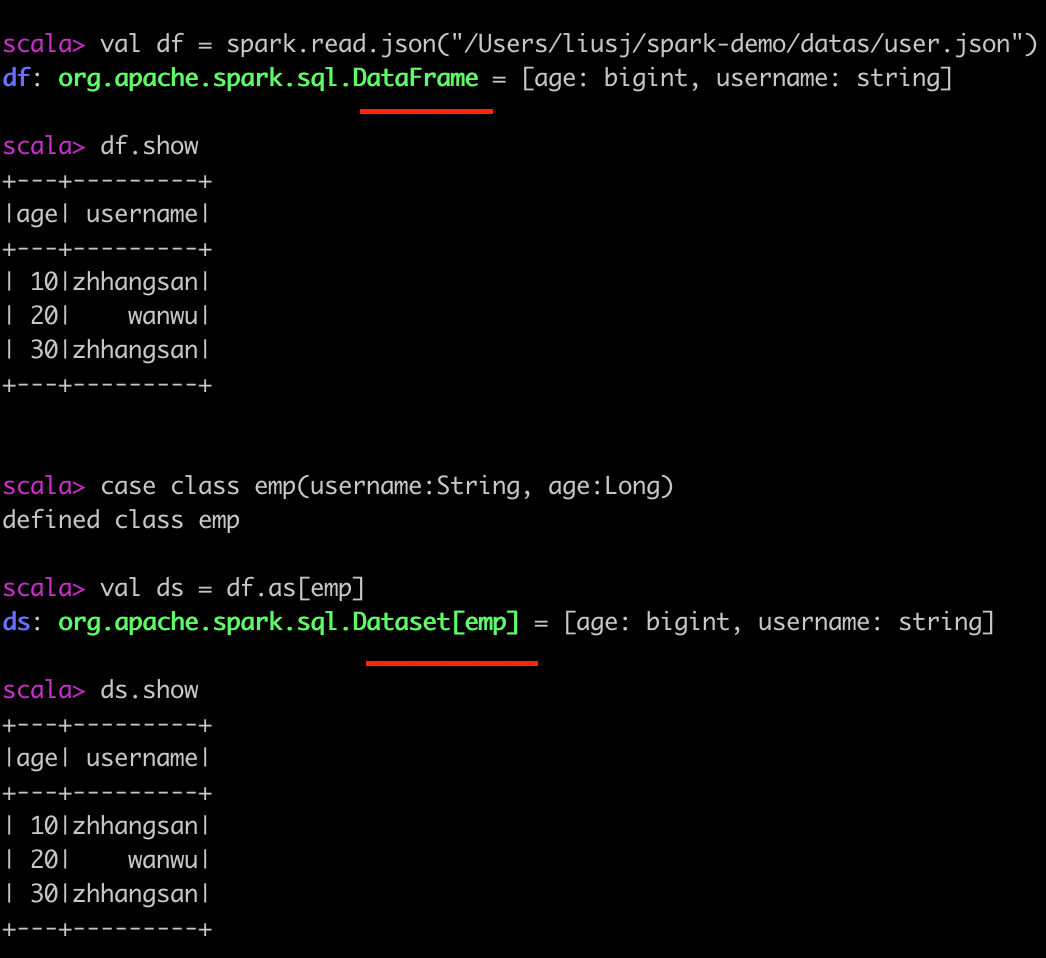 scala> val df = spark.read.json("/Users/liusj/spark-demo/datas/user.json")
df: org.apache.spark.sql.DataFrame = [age: bigint, username: string]
scala> df.show
+---+---------+
|age| username|
+---+---------+
| 10|zhhangsan|
| 20|    wanwu|
| 30|zhhangsan|
+---+---------+
scala> case class emp(username:String, age:Long)
defined class emp
scala> val ds = df.as[emp]
ds: org.apache.spark.sql.Dataset[emp] = [age: bigint, username: string]
scala> ds.show
+---+---------+
|age| username|
+---+---------+
| 10|zhhangsan|
| 20|    wanwu|
| 30|zhhangsan|
+---+---------+